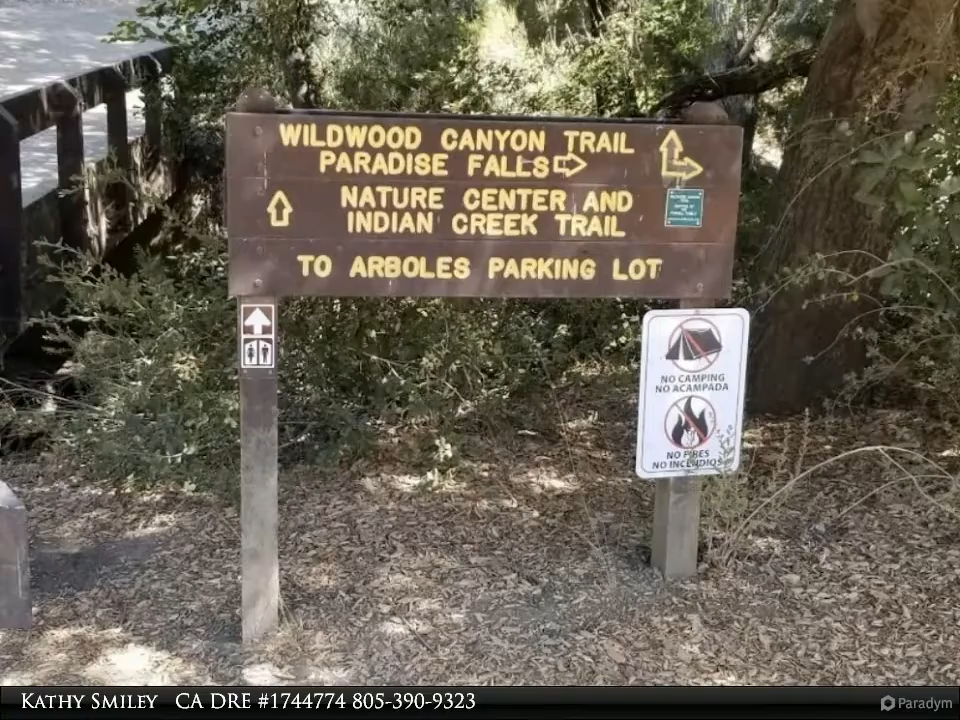 WILDWOOD CANYON TRAIL
PARADISE FALLS
NATURE CENTER AND
INDIAN CREEK TRAIL
TO ARBOLES PARKING LOT
NO CAMPING
NO ACAMPADA
NO FIRES
NO INCENDIOS
KATHY SMILEY CA DRE #1744774 805-390-9323
Paradym